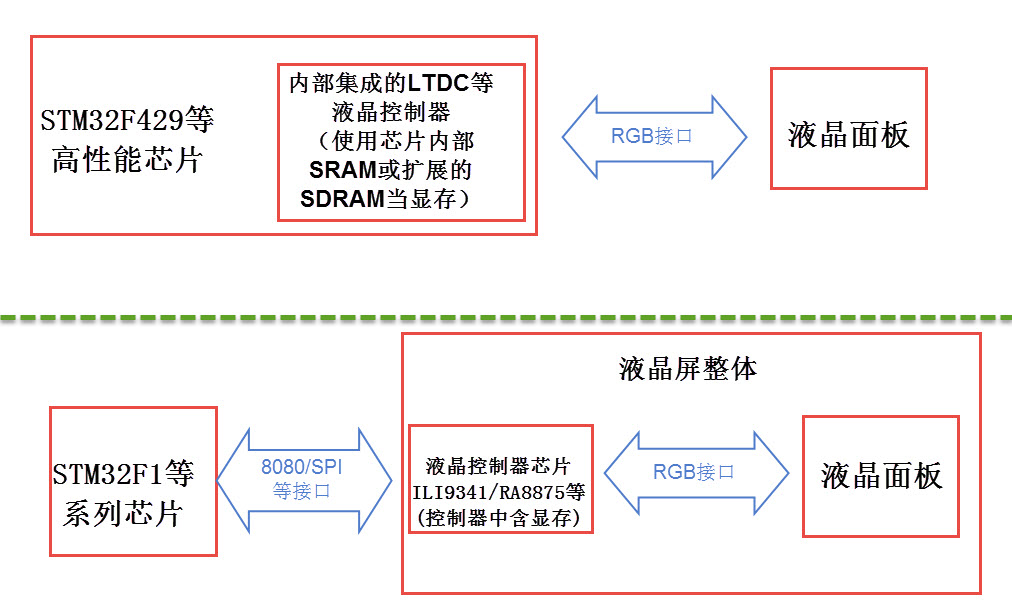 STM32F429等
高性能芯片
内部集成的LTDC等
液晶控制器
（使用芯片内部
SRAM或扩展的
SDRAM当显存）
RGB接口
液晶面板
液晶屏整体
STM32F1等
系列芯片
8080/SPI
等接口
液晶控制器芯片
ILI9341/RA8875等
(控制器中含显存)
RGB接口
液晶面板